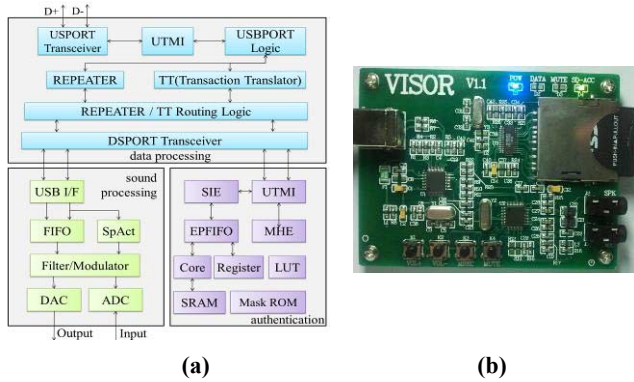 D+ D-
USPORT Transceiver
UTMI
USBPORT Logic
REPEATER
TT(Transaction Translator)
REPEATER / TT Routing Logic
DSPORT Transceiver
data processing
USB I/F
sound processing
FIFO
SpAct
Filter/Modulator
DAC
ADC
Output
Input
SIE
UTMI
EPFIFO
MHE
Core
Register
LUT
SRAM
Mask ROM
authentication
VISOR V1.1
POW DATA MUTE SD-ACC
SPK
(a)
(b)